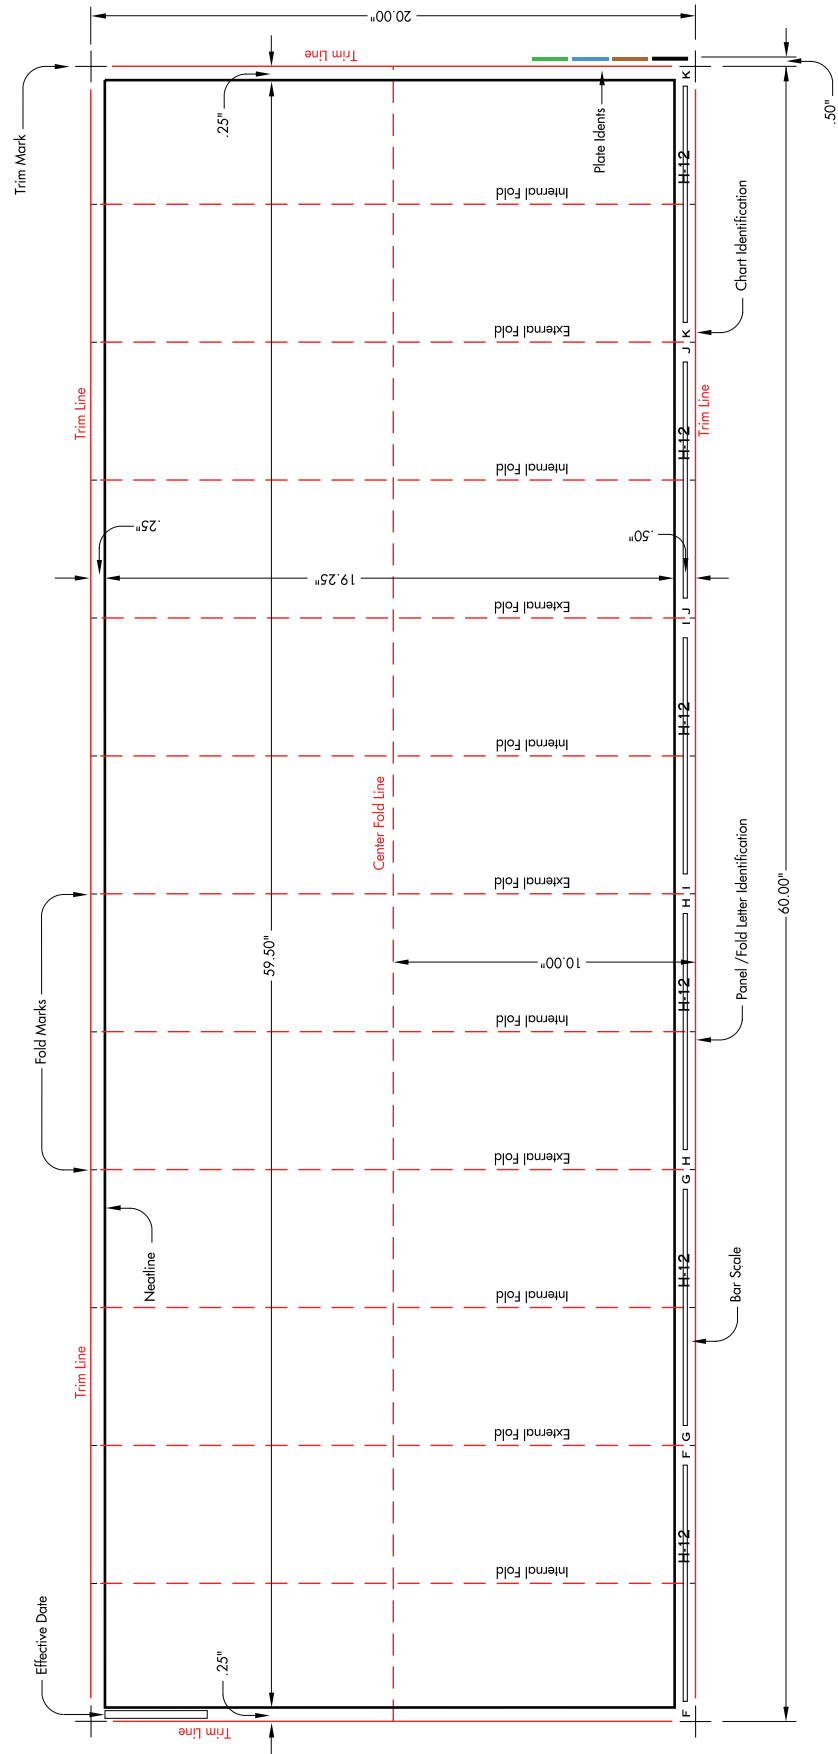 20.00"
Trim Line
Trim Mark
.25"
Plate Idents
K
.50"
H-12
Internal Fold
Chart Identification
External Fold
K
J
Trim Line
Trim Line
H-12
Internal Fold
.25"
.50"
19.25"
External Fold
J
I
H-12
Internal Fold
Center Fold Line
External Fold
I
H
60.00"
59.50"
10.00"
Panel / Fold Letter Identification
H-12
Fold Marks
Internal Fold
External Fold
H
G
Neatline
H-12
Bar Scale
Internal Fold
Trim Line
External Fold
G
F
H-12
Internal Fold
Effective Date
.25"
F
Trim Line